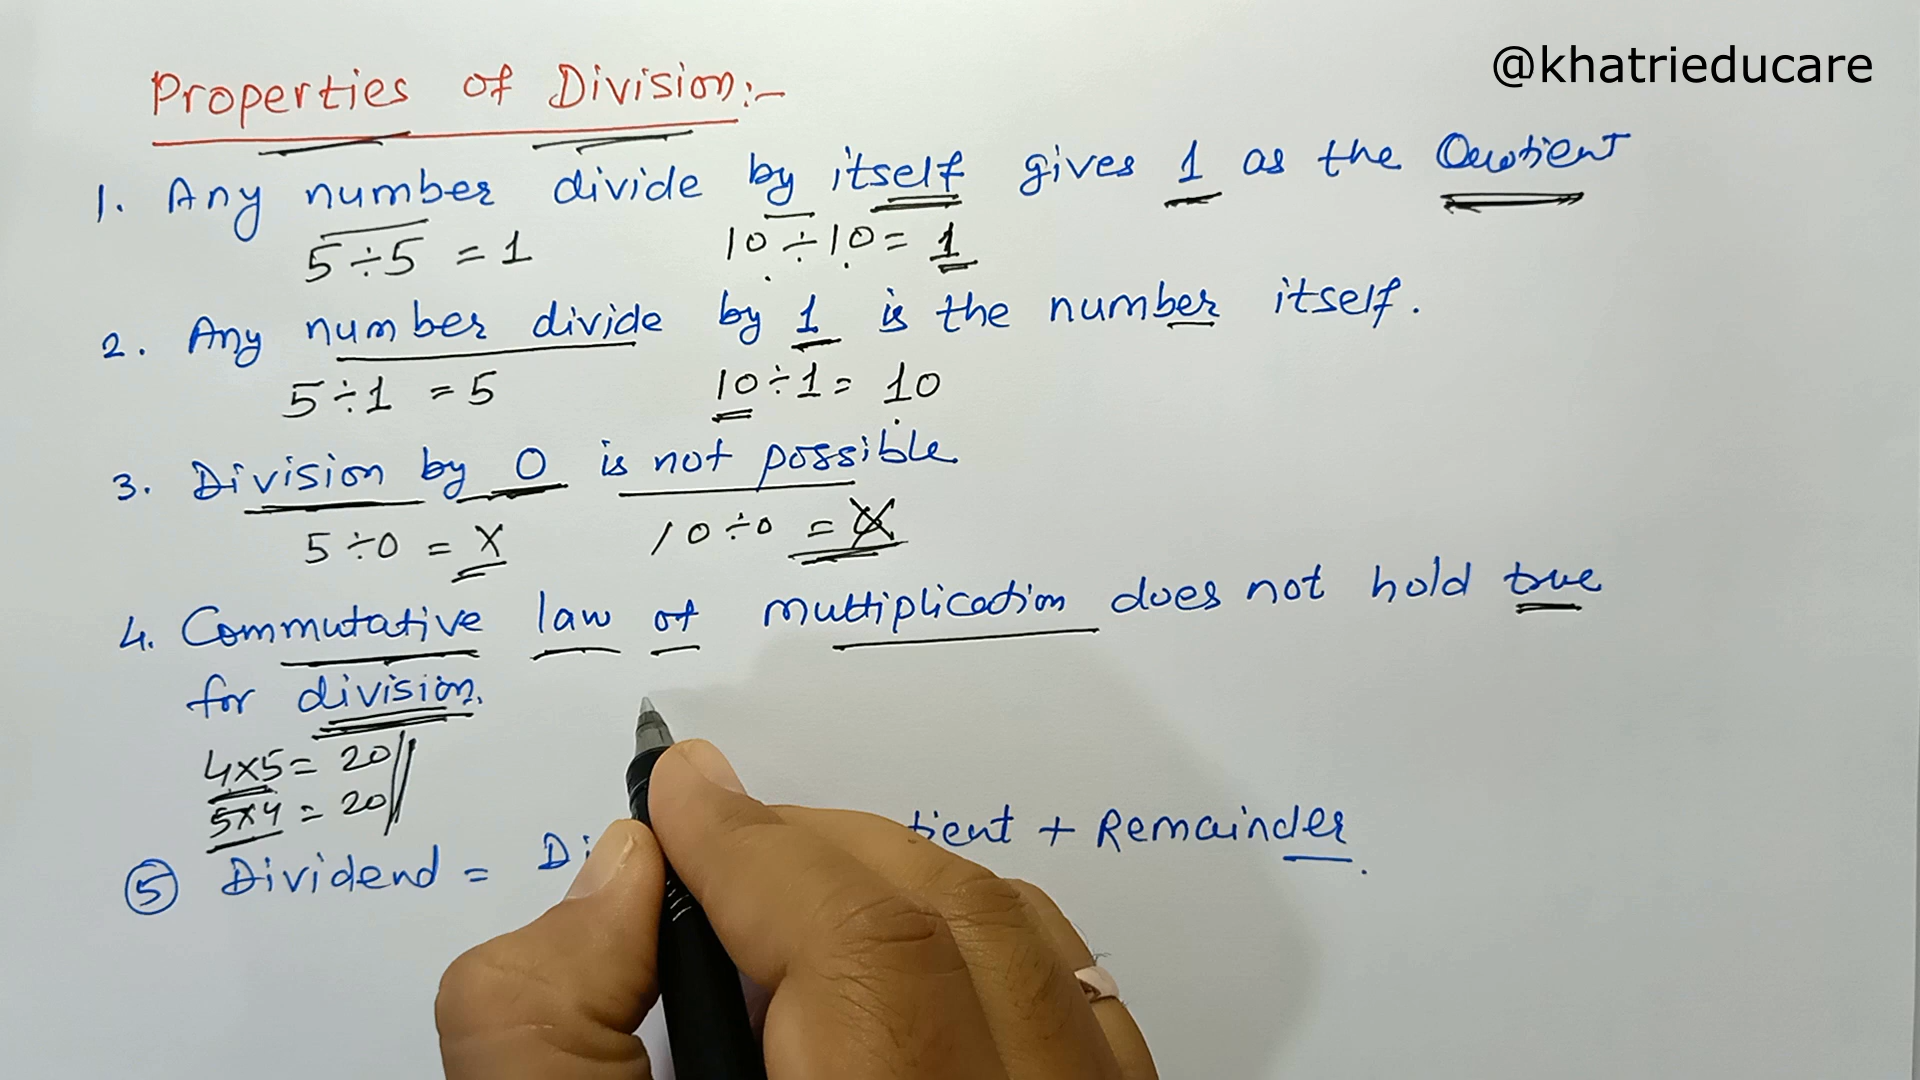 @khatrieducare
Properties of Division:-
1. Any number divide by itself gives 1 as the Quotient
5÷5 = 1 10÷10 = 1
2. Any number divide by 1 is the number itself.
5÷1 = 5 10÷1 = 10
3. Division by 0 is not possible
5÷0 = X 10÷0 = X
4. Commutative law of multiplication does not hold true
for division.
4×5 = 20
5×4 = 20
5 Dividend = + Remainder.